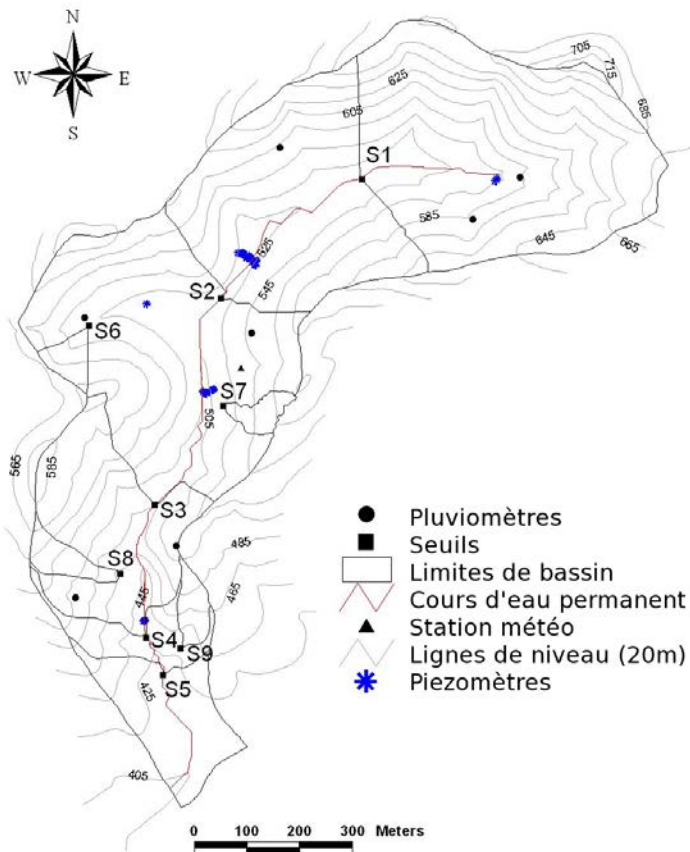 N
W E
S
705
715
625
685
605
S1
585
645
665
525
S2
545
S6
S7
505
565
585
S3
485
S8
445
465
S4
S9
S5
425
405
Pluviomètres
Seuils
Limites de bassin
Cours d'eau permanent
Station météo
Lignes de niveau (20m)
Piezomètres
0 100 200 300 Meters